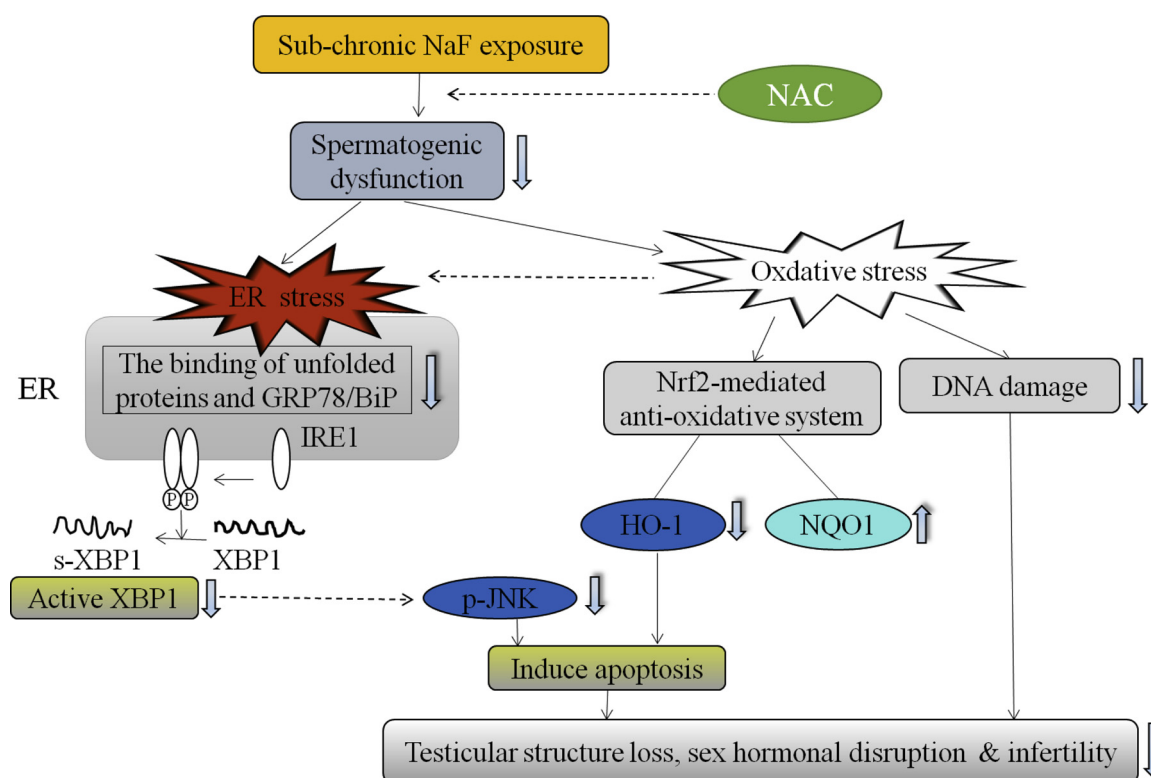 Sub-chronic NaF exposure
NAC
Spermatogenic
dysfunction
ER stress
Oxdative stress
ER
The binding of unfolded
proteins and GRP78/BiP
IRE1
P P
Nrf2-mediated
anti-oxidative system
DNA damage
s-XBP1
XBP1
HO-1
NQO1
Active XBP1
p-JNK
Induce apoptosis
Testicular structure loss, sex hormonal disruption & infertility